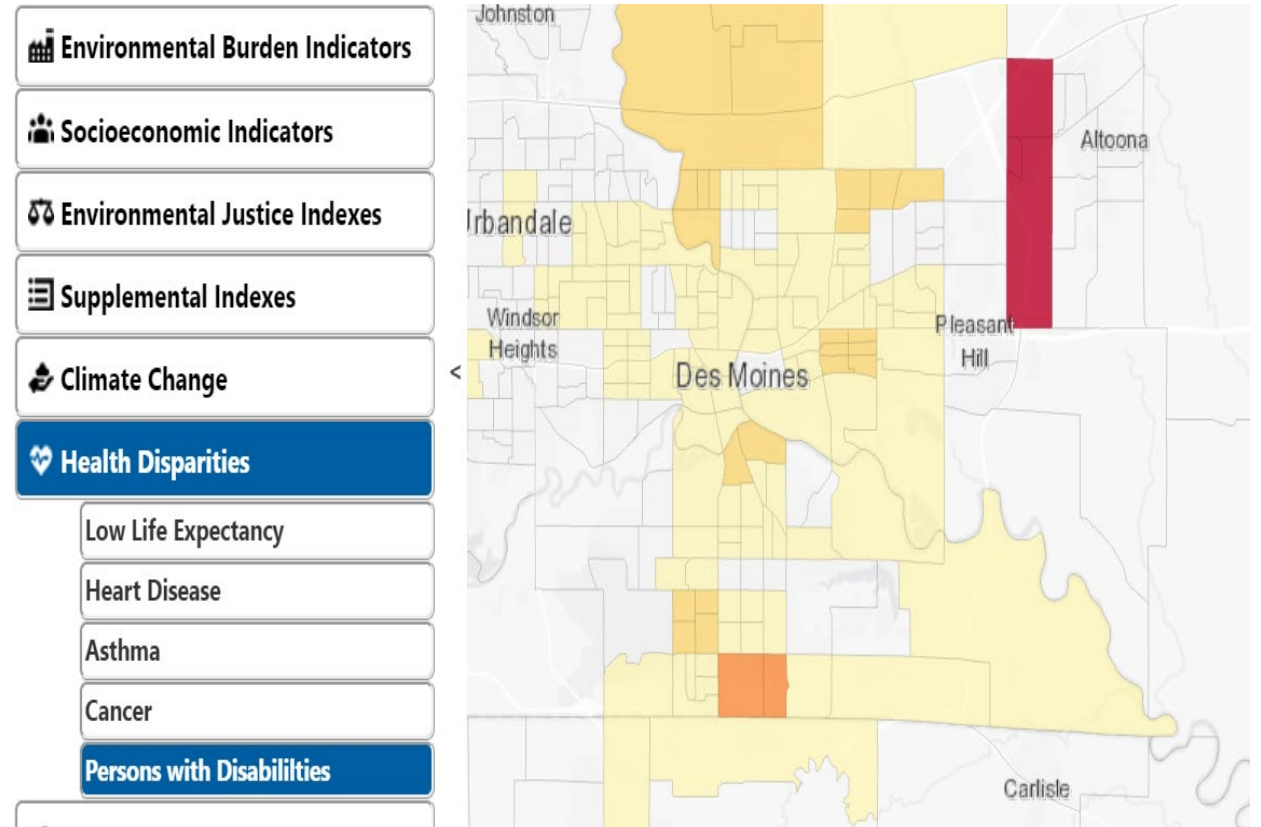 Environmental Burden Indicators
Socioeconomic Indicators
Environmental Justice Indexes
Supplemental Indexes
Climate Change
Health Disparities
Low Life Expectancy
Heart Disease
Asthma
Cancer
Persons with Disabililties
<
Johnston
Altoona
Urbandale
Windsor
Heights
Pleasant
Hill
Des Moines
Carlisle